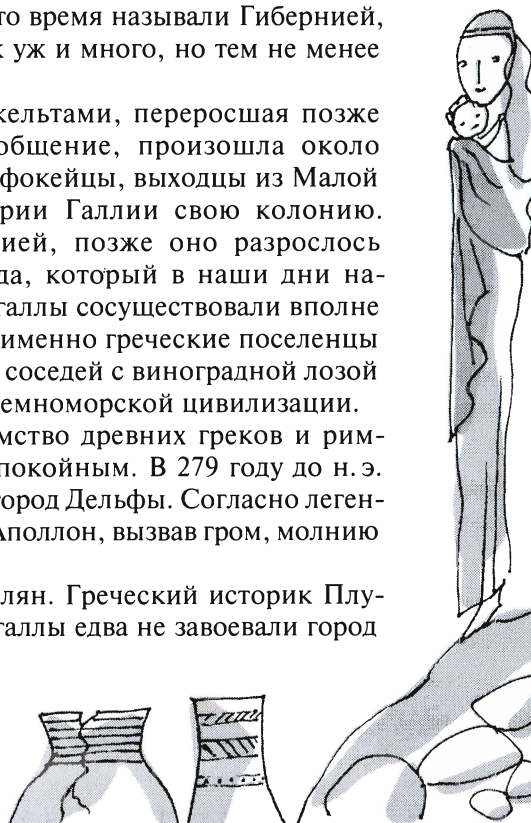 то время называли Гибернией,
к уж и много, но тем не менее
кельтами, переросшая позже
общение, произошла около
фокейцы, выходцы из Малой
рии Галлии свою колонию.
ией, позже оно разрослось
да, который в наши дни на-
галлы сосуществовали вполне
именно греческие поселенцы
соседей с виноградной лозой
емноморской цивилизации.
мство древних греков и рим-
покойным. В 279 году до н. э.
город Дельфы. Согласно леген-
Аполлон, вызвав гром, молнию
лян. Греческий историк Плу-
галлы едва не завоевали город